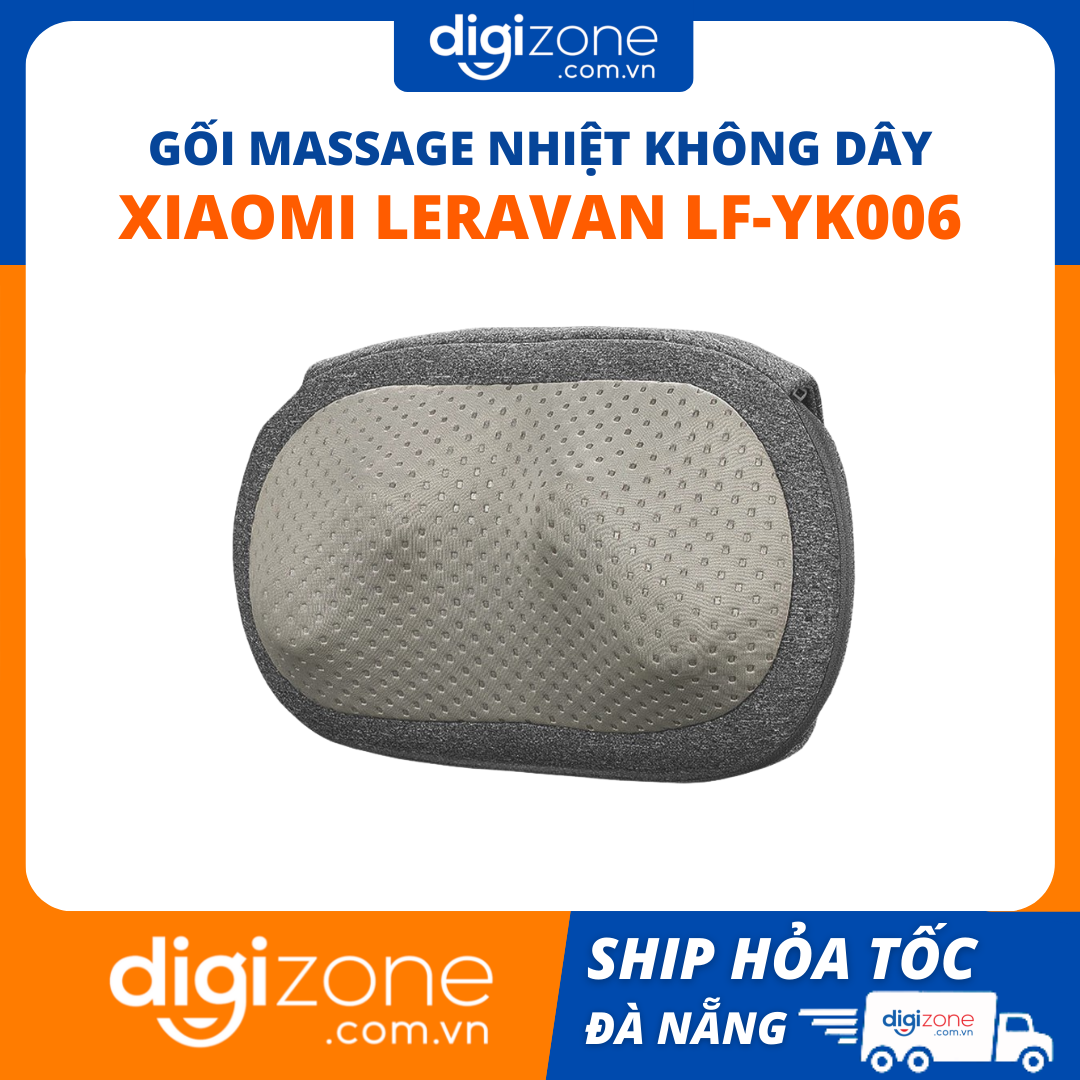 digizone
.com.vn
GỐI MASSAGE NHIỆT KHÔNG DÂY
XIAOMI LERAVAN LF-YK006
digizone
.com.vn
SHIP HỎA TỐC
ĐÀ NẴNG
digizone
.com.vn